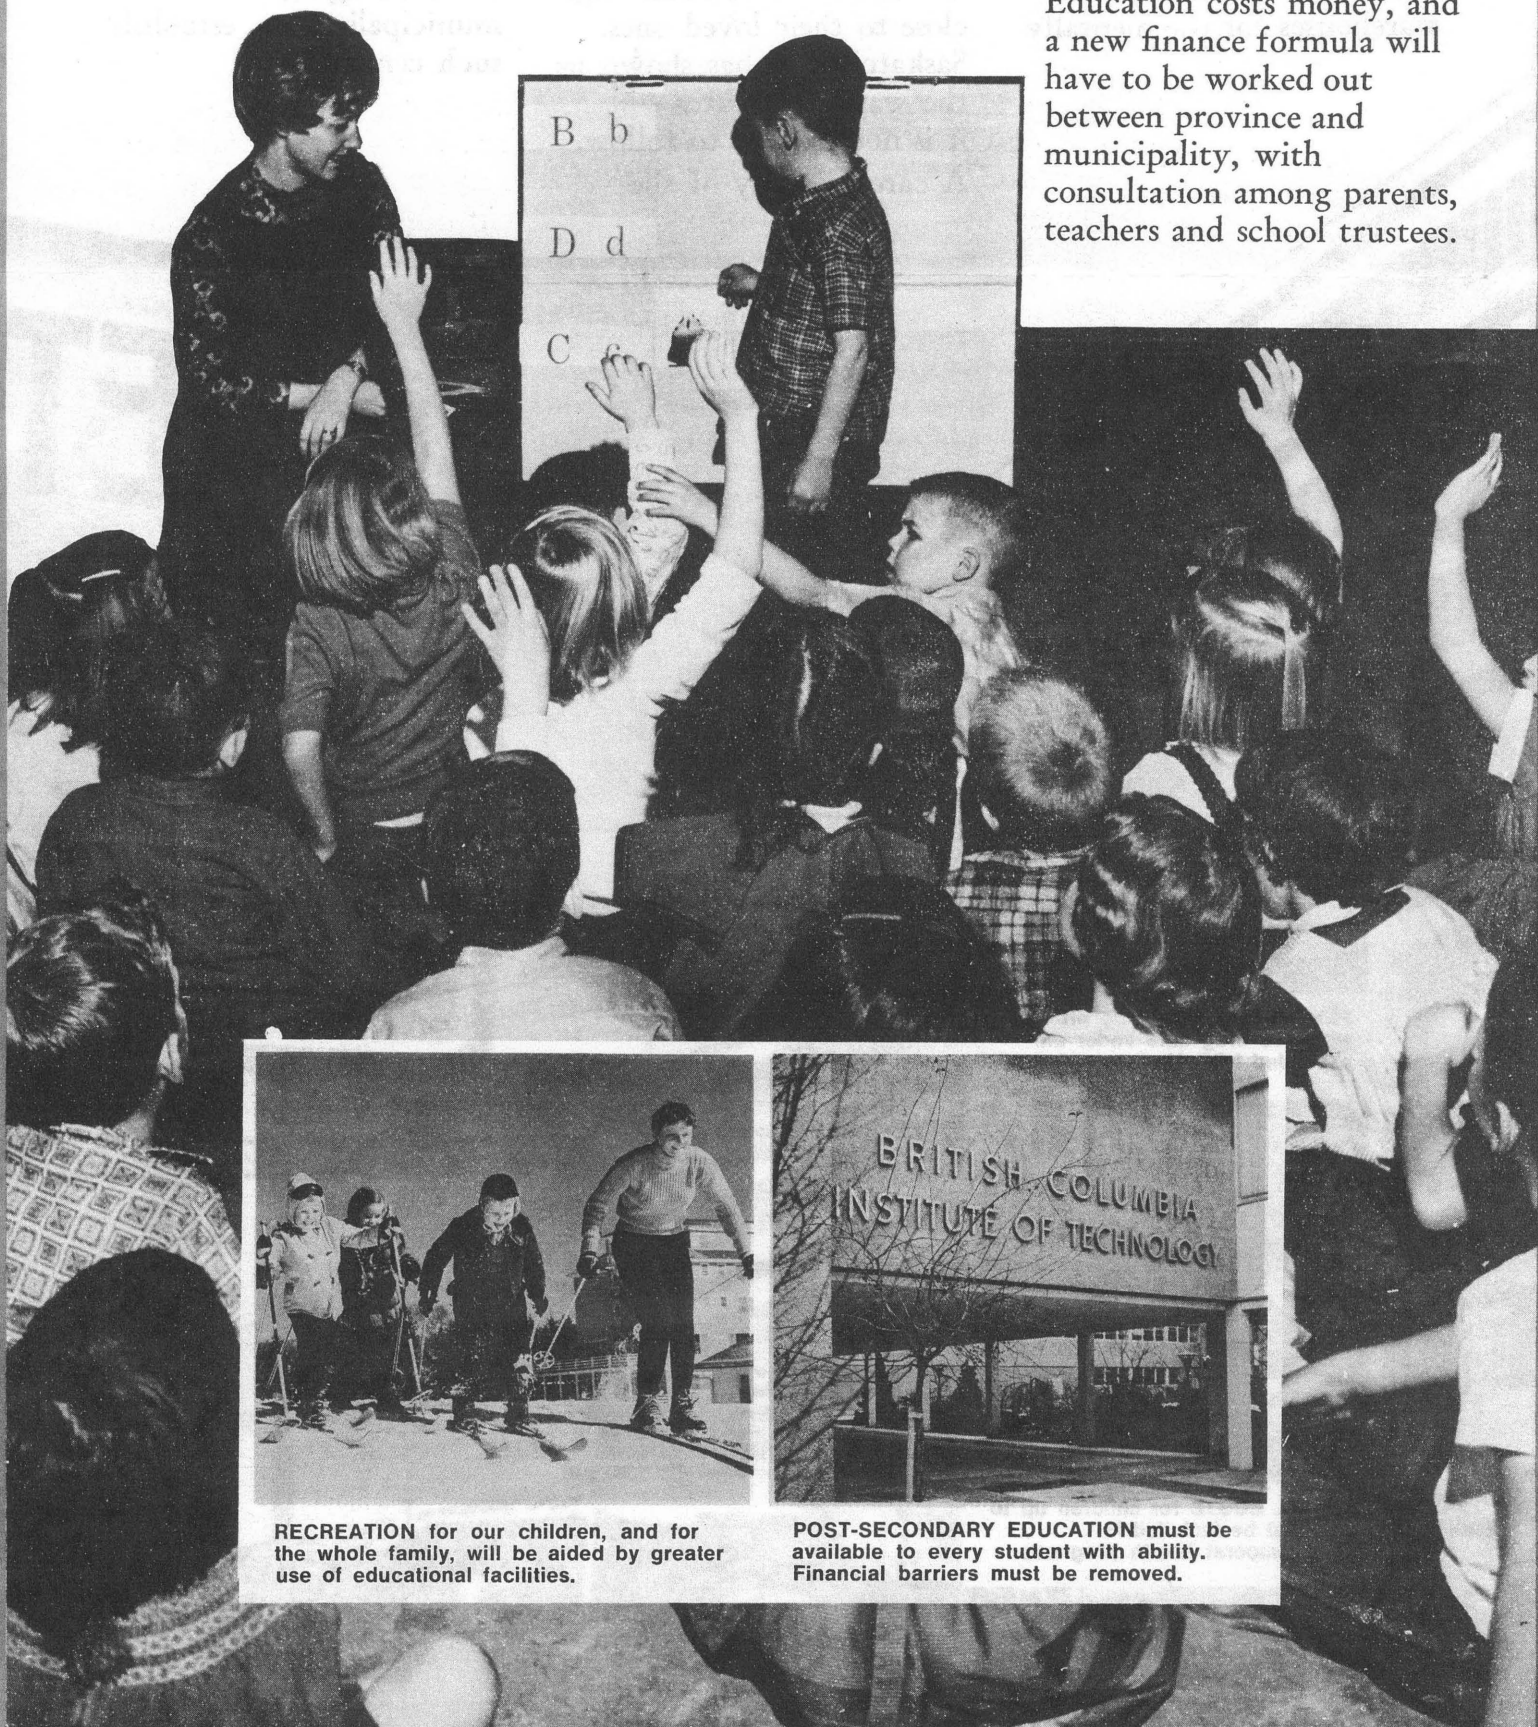 Education costs money, and
a new finance formula will
have to be worked out
between province and
municipality, with
consultation among parents,
teachers and school trustees.
B b
D d
C c
BRITISH COLUMBIA
INSTITUTE OF TECHNOLOGY
RECREATION for our children, and for
the whole family, will be aided by greater
use of educational facilities.
POST-SECONDARY EDUCATION must be
available to every student with ability.
Financial barriers must be removed.